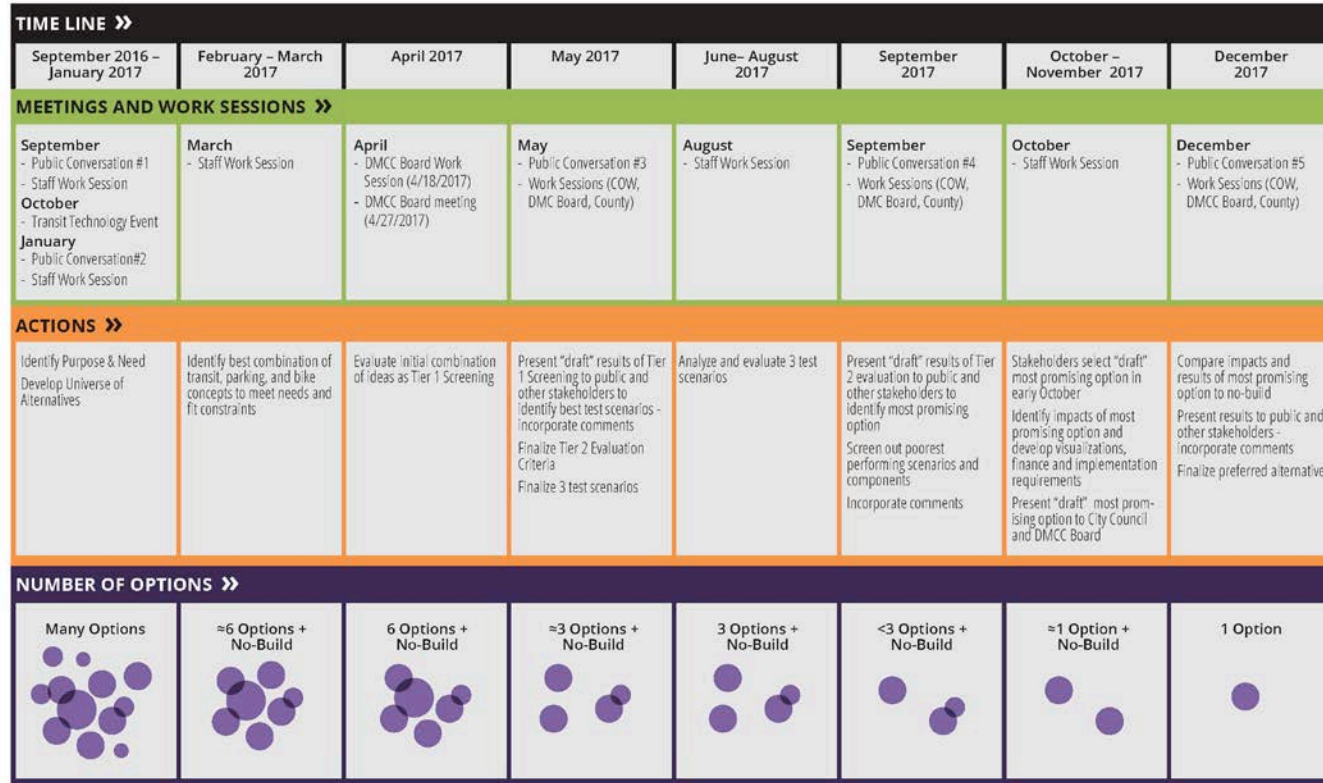 TIME LINE »
September 2016 –
January 2017
February – March
2017
April 2017
May 2017
June– August
2017
September
2017
October –
November 2017
December
2017
MEETINGS AND WORK SESSIONS »
September
- Public Conversation #1
- Staff Work Session
October
- Transit Technology Event
January
- Public Conversation#2
- Staff Work Session
March
- Staff Work Session
April
- DMCC Board Work
Session (4/18/2017)
- DMCC Board meeting
(4/27/2017)
May
- Public Conversation #3
- Work Sessions (COW,
DMC Board, County)
August
- Staff Work Session
September
- Public Conversation #4
- Work Sessions (COW,
DMC Board, County)
October
- Staff Work Session
December
- Public Conversation #5
- Work Sessions (COW,
DMCC Board, County)
ACTIONS »
Identify Purpose & Need
Develop Universe of
Alternatives
Identify best combination of
transit, parking, and bike
concepts to meet needs and
fit constraints
Evaluate initial combination
of ideas as Tier 1 Screening
Present "draft" results of Tier
1 Screening to public and
other stakeholders to
identify best test scenarios -
incorporate comments
Finalize Tier 2 Evaluation
Criteria
Finalize 3 test scenarios
Analyze and evaluate 3 test
scenarios
Present "draft" results of Tier
2 evaluation to public and
other stakeholders to
identify most promising
option
Screen out poorest
performing scenarios and
components
Incorporate comments
Stakeholders select "draft"
most promising option in
early October
Identify impacts of most
promising option and
develop visualizations,
finance and implementation
requirements
Present "draft" most prom-
ising option to City Council
and DMCC Board
Compare impacts and
results of most promising
option to no-build
Present results to public and
other stakeholders -
incorporate comments
Finalize preferred alternative
NUMBER OF OPTIONS »
Many Options
≈6 Options +
No-Build
6 Options +
No-Build
≈3 Options +
No-Build
3 Options +
No-Build
<3 Options +
No-Build
≈1 Option +
No-Build
1 Option